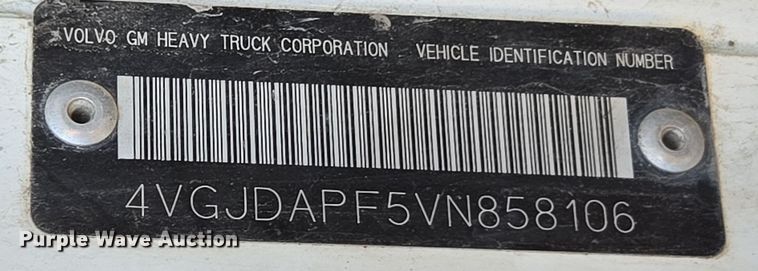 VOLVO GM HEAVY TRUCK CORPORATION VEHICLE IDENTIFICATION NUMBER
4VGJDAPF5VN858106
Purple Wave Auction